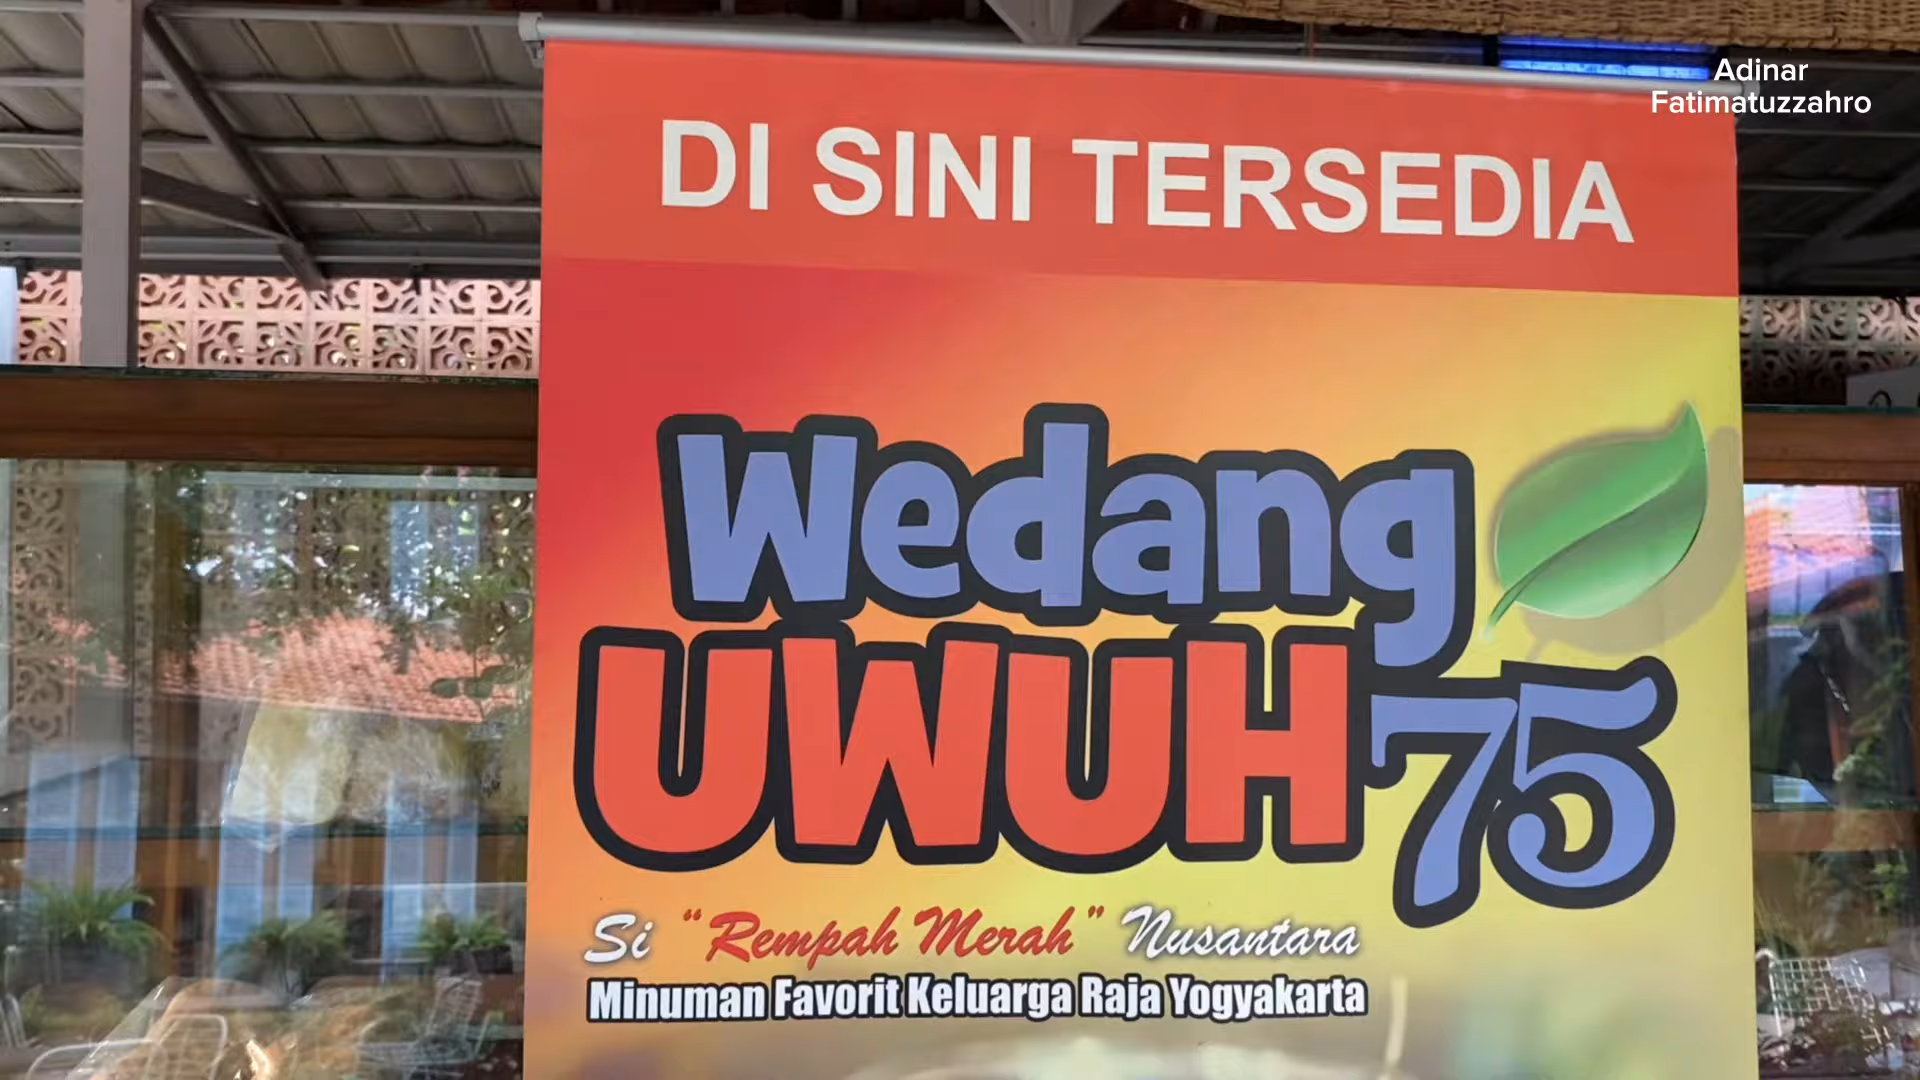 Adinar
Fatimatuzzahro
DI SINI TERSEDIA
Wedang
UWUH 75
Si "Rempah Merah" Nusantara
Minuman Favorit Keluarga Raja Yogyakarta